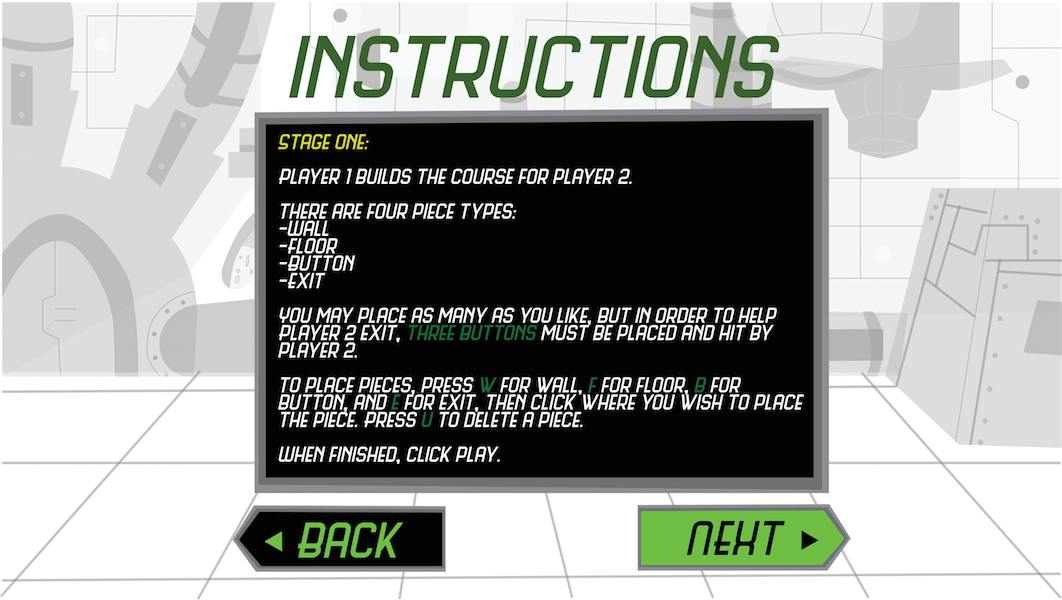 INSTRUCTIONS
STAGE ONE:
PLAYER 1 BUILDS THE COURSE FOR PLAYER 2.
THERE ARE FOUR PIECE TYPES:
-WALL
-FLOOR
-BUTTON
-EXIT
YOU MAY PLACE AS MANY AS YOU LIKE, BUT IN ORDER TO HELP
PLAYER 2 EXIT, THREE BUTTONS MUST BE PLACED AND HIT BY
PLAYER 2.
TO PLACE PIECES, PRESS W FOR WALL, F FOR FLOOR, B FOR
BUTTON, AND E FOR EXIT, THEN CLICK WHERE YOU WISH TO PLACE
THE PIECE. PRESS U TO DELETE A PIECE.
WHEN FINISHED, CLICK PLAY.
BACK
NEXT